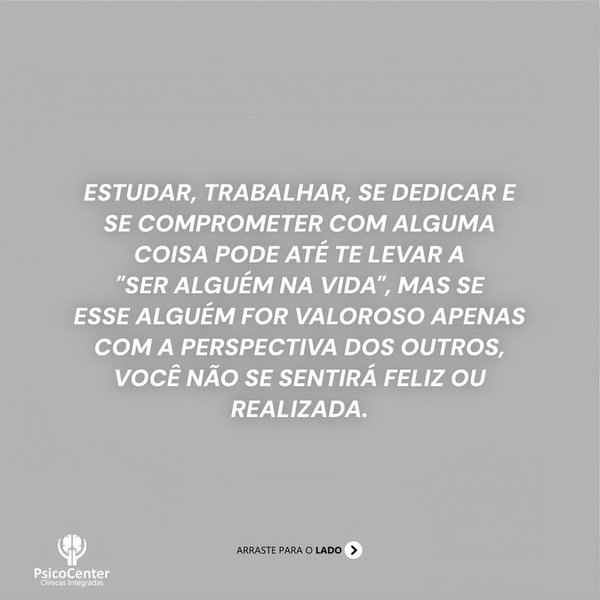 ESTUDAR, TRABALHAR, SE DEDICAR E
SE COMPROMETER COM ALGUMA
COISA PODE ATÉ TE LEVAR A
"SER ALGUÉM NA VIDA", MAS SE
ESSE ALGUÉM FOR VALOROSO APENAS
COM A PERSPECTIVA DOS OUTROS,
VOCÊ NÃO SE SENTIRÁ FELIZ OU
REALIZADA.
ARRASTE PARA O LADO
PsicoCenter
Clínicas Integradas